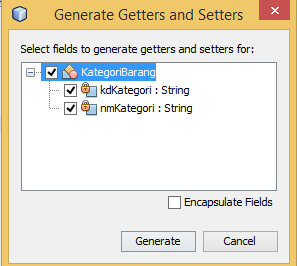 Generate Getters and Setters
Select fields to generate getters and setters for:
KategoriBarang
kdKategori : String
nmKategori : String
Encapsulate Fields
Generate Cancel